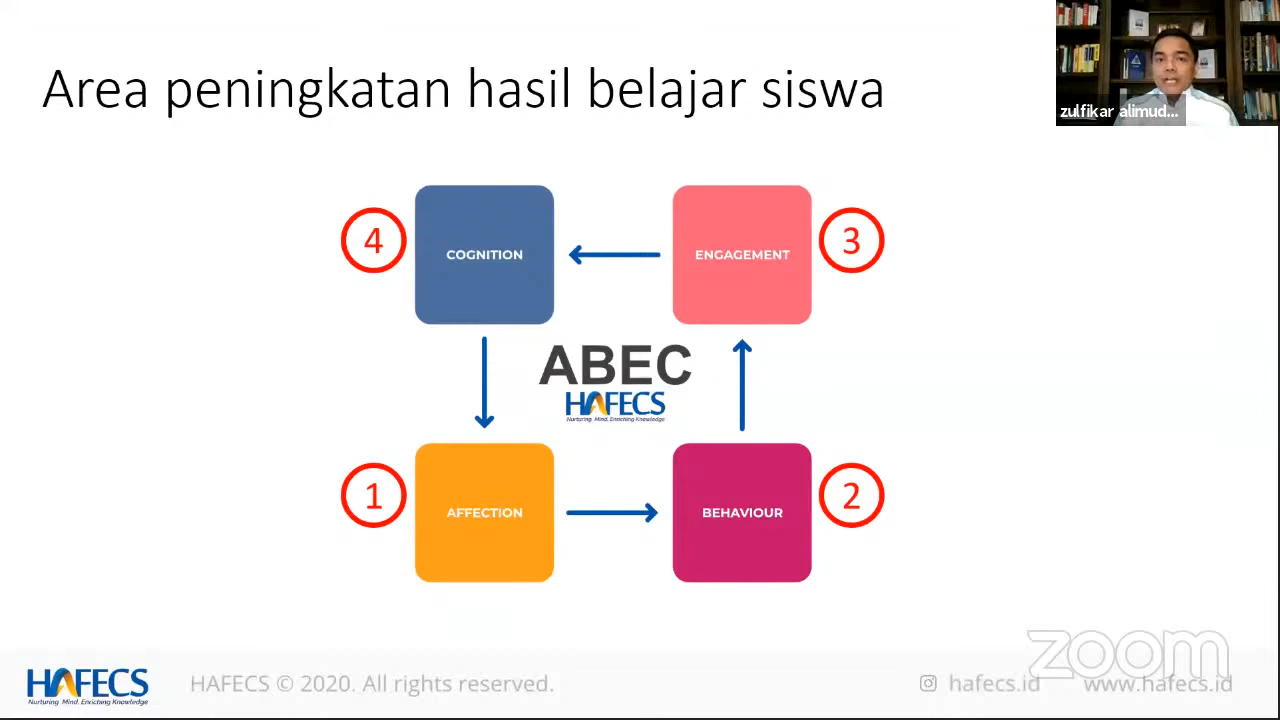 Area peningkatan hasil belajar siswa
zulfikar alimud...
4
COGNITION
ENGAGEMENT
3
ABEC
HAFECS
Nurturing Mind. Enriching Knowledge
1
AFFECTION
BEHAVIOUR
2
zoom
HAFECS
Nurturing Mind. Enriching Knowledge
HAFECS © 2020. All rights reserved.
hafecs.id
www.hafecs.id